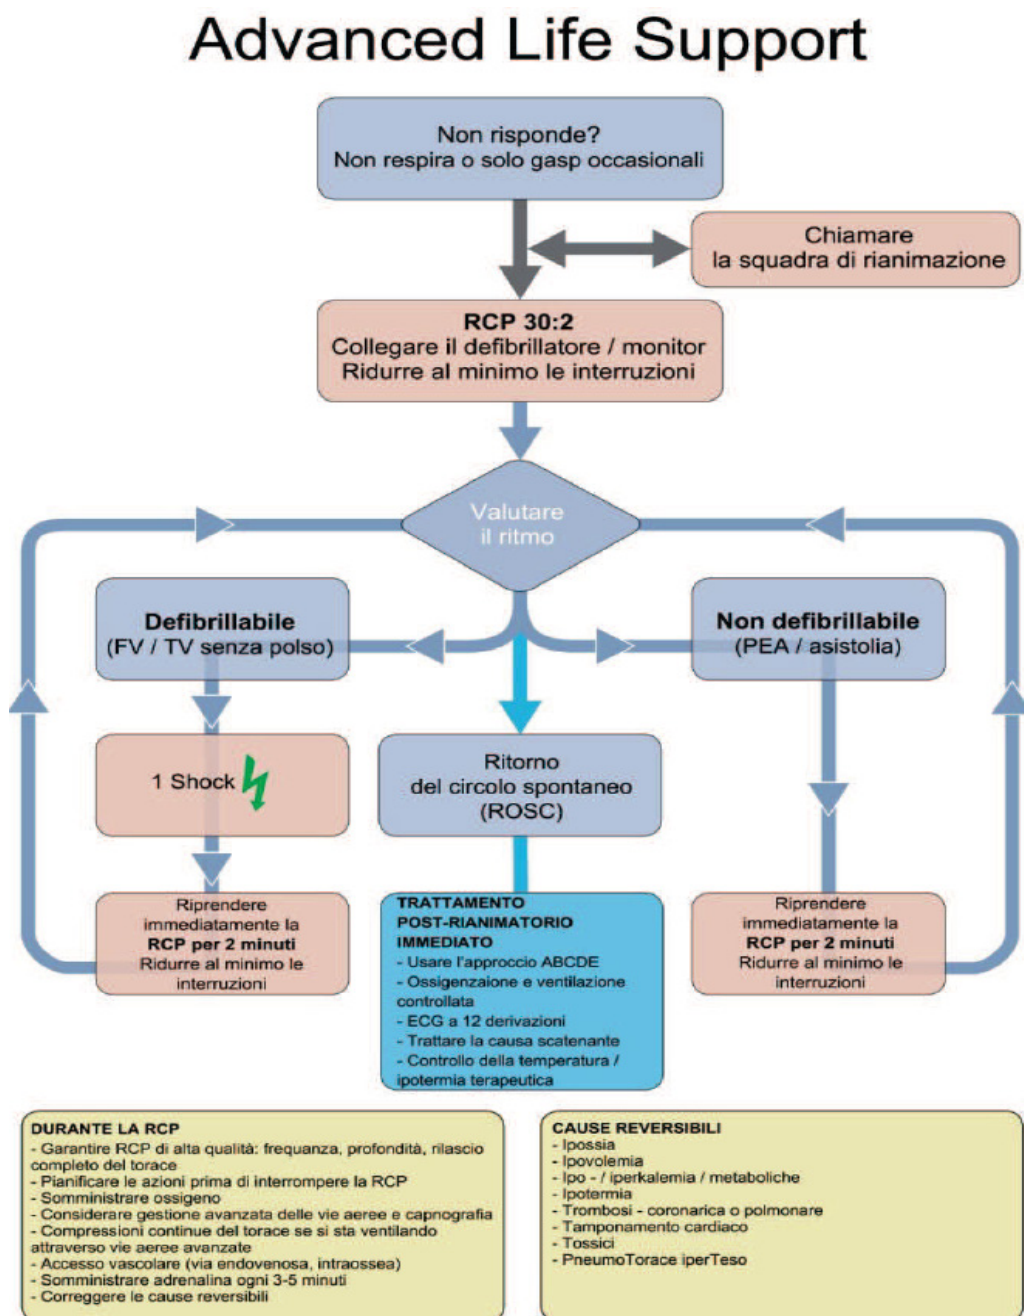 Advanced Life Support
Non risponde?
Non respira o solo gasp occasionali
Chiamare
la squadra di rianimazione
RCP 30:2
Collegare il defibrillatore / monitor
Ridurre al minimo le interruzioni
Valutare
il ritmo
Defibrillabile
(FV / TV senza polso)
Non defibrillabile
(PEA / asistolia)
1 Shock
Ritorno
del circolo spontaneo
(ROSC)
Riprendere
immediatamente la
RCP per 2 minuti
Ridurre al minimo le
interruzioni
TRATTAMENTO
POST-RIANIMATORIO
IMMEDIATO
- Usare l'approccio ABCDE
- Ossigenzaione e ventilazione
controllata
- ECG a 12 derivazioni
- Trattare la causa scatenante
- Controllo della temperatura /
ipotermia terapeutica
Riprendere
immediatamente la
RCP per 2 minuti
Ridurre al minimo le
interruzioni
DURANTE LA RCP
- Garantire RCP di alta qualità: frequanza, profondità, rilascio
completo del torace
- Pianificare le azioni prima di interrompere la RCP
- Somministrare ossigeno
- Considerare gestione avanzata delle vie aeree e capnografia
- Compressioni continue del torace se si sta ventilando
attraverso vie aeree avanzate
- Accesso vascolare (via endovenosa, intraossea)
- Somministrare adrenalina ogni 3-5 minuti
- Correggere le cause reversibili
CAUSE REVERSIBILI
- Ipossia
- Ipovolemia
- Ipo - / iperkalemia / metaboliche
- Ipotermia
- Trombosi - coronarica o polmonare
- Tamponamento cardiaco
- Tossici
- PneumoTorace iperTeso